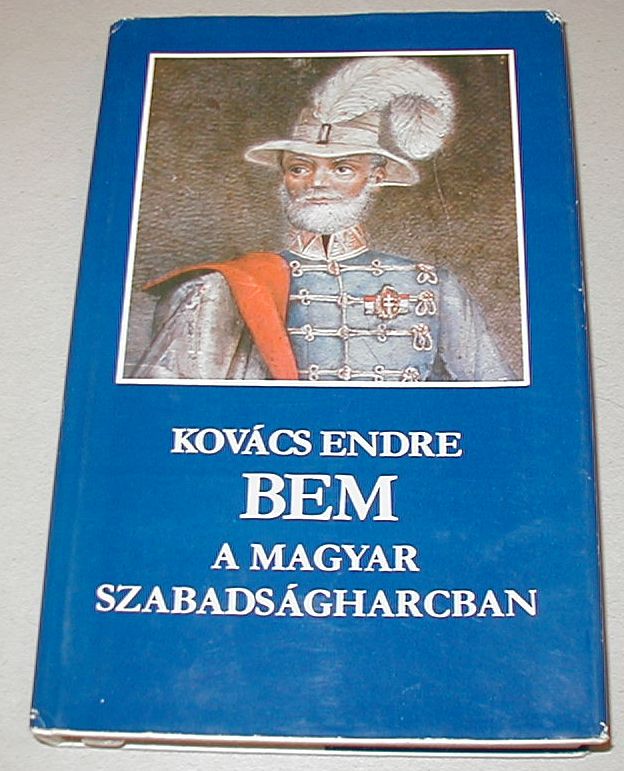 KOVÁCS ENDRE
BEM
A MAGYAR
SZABADSÁGHARCBAN